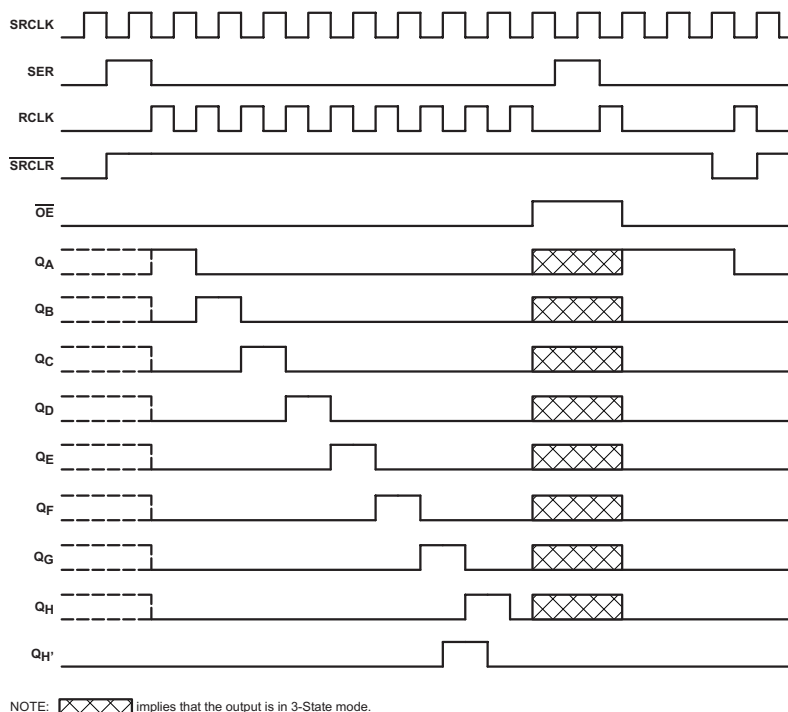 SRCLK
SER
RCLK
SRCLR
OE
QA
QB
QC
QD
QE
QF
QG
QH
QH'
NOTE: implies that the output is in 3-State mode.